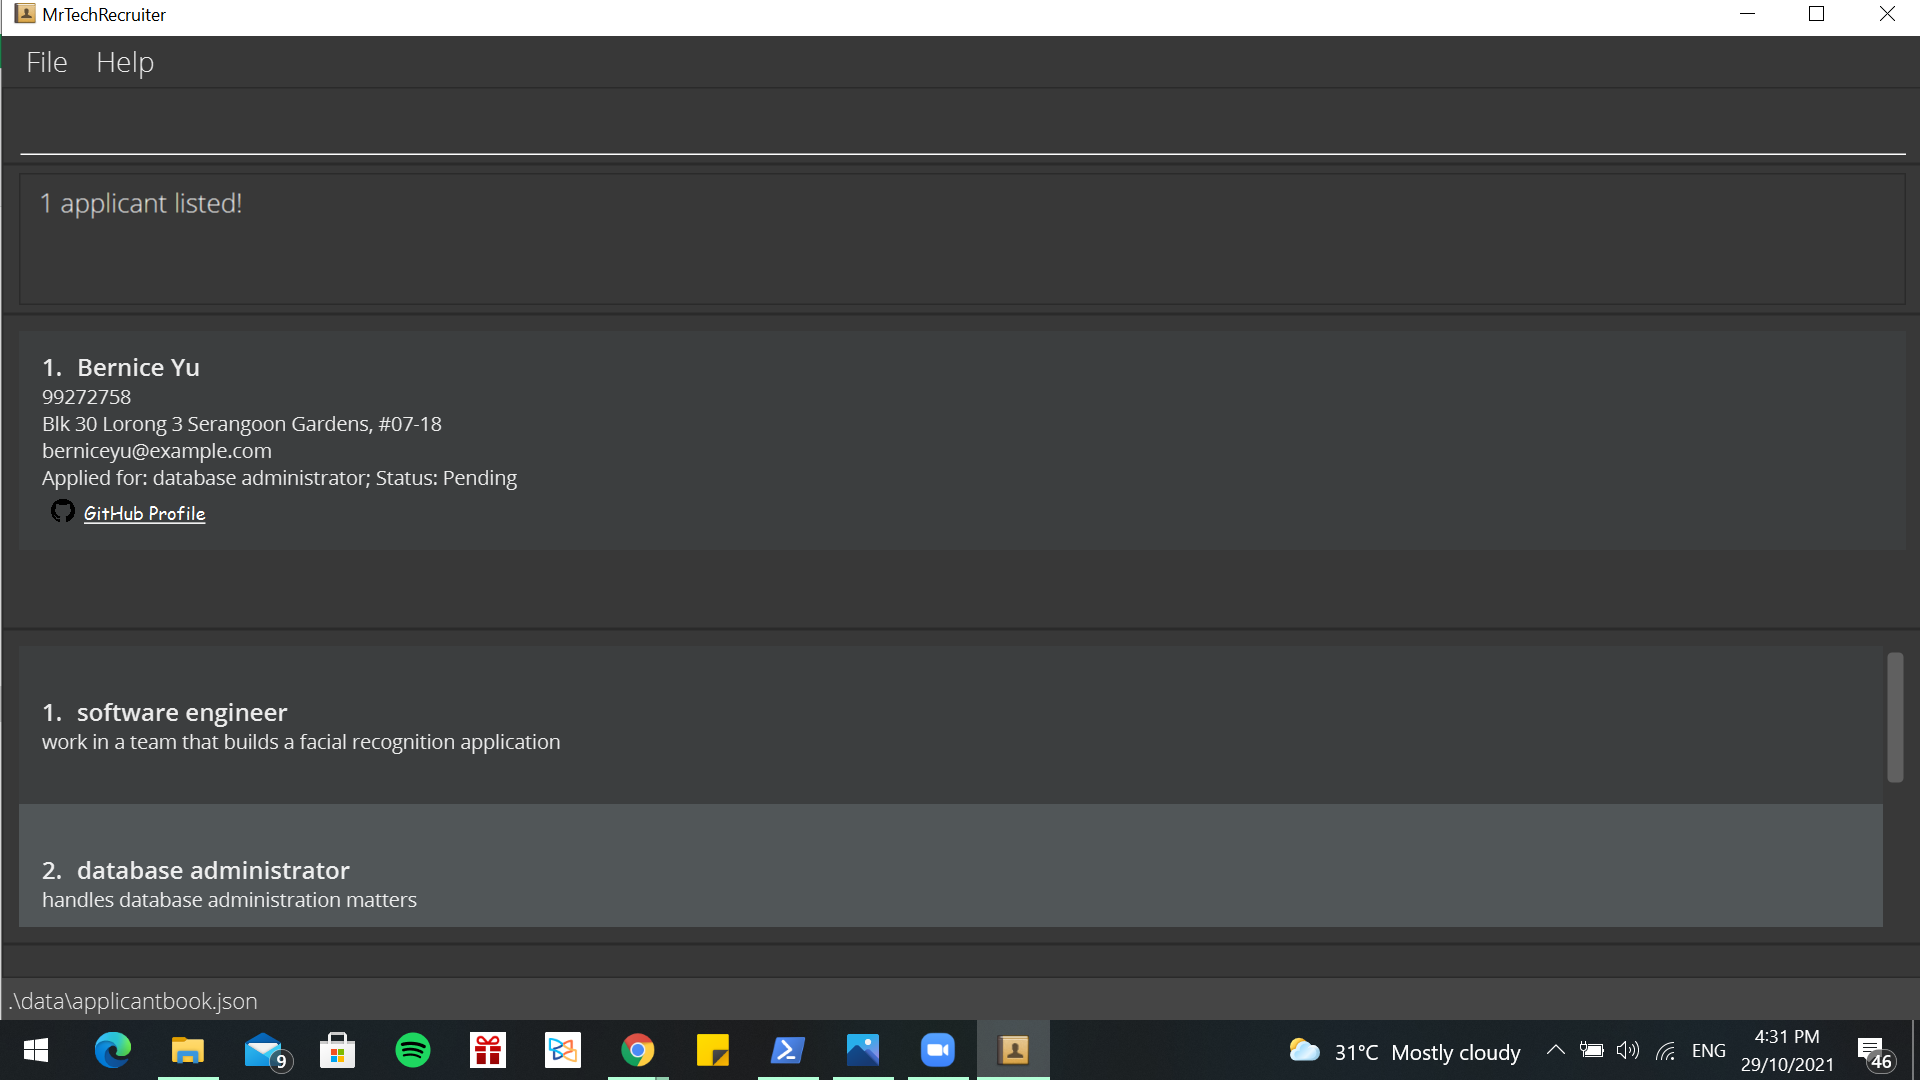 MrTechRecruiter
File Help
1 applicant listed!
1. Bernice Yu
99272758
Blk 30 Lorong 3 Serangoon Gardens, #07-18
berniceyu@example.com
Applied for: database administrator; Status: Pending
GitHub Profile
1. software engineer
work in a team that builds a facial recognition application
2. database administrator
handles database administration matters
.\data\applicantbook.json
9
31°C Mostly cloudy
ENG
4:31 PM
29/10/2021
46